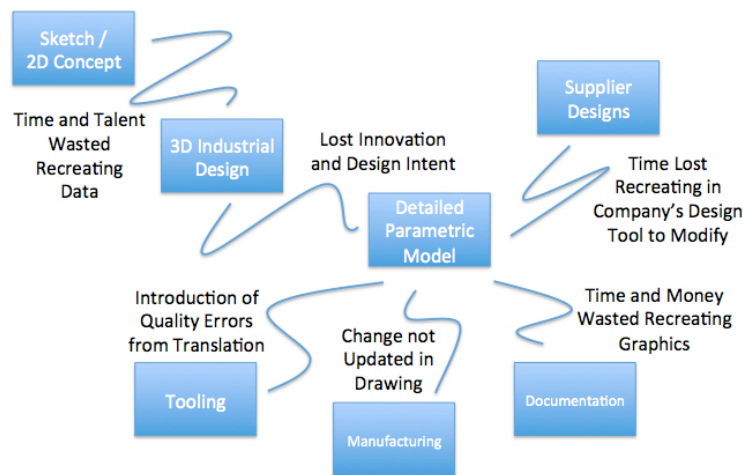 Sketch /
2D Concept
Time and Talent
Wasted
Recreating
Data
3D Industrial
Design
Lost Innovation
and Design Intent
Supplier
Designs
Time Lost
Recreating in
Company’s Design
Tool to Modify
Detailed
Parametric
Model
Introduction of
Quality Errors
from Translation
Tooling
Change not
Updated in
Drawing
Manufacturing
Time and Money
Wasted Recreating
Graphics
Documentation